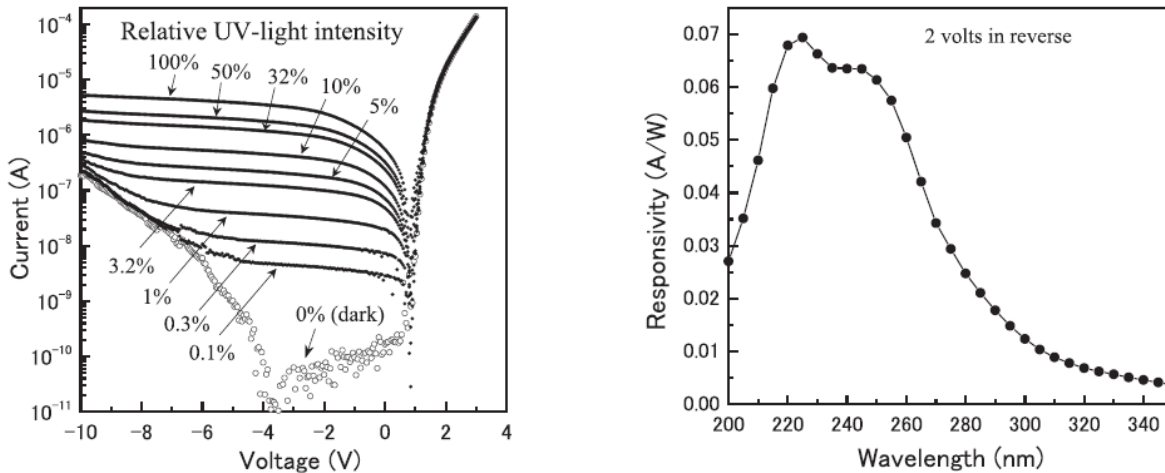 Relative UV-light intensity
100%
50%
32%
10%
5%
3.2%
1%
0.3%
0.1%
0% (dark)
10⁻⁴
10⁻⁵
10⁻⁶
10⁻⁷
10⁻⁸
10⁻⁹
10⁻¹⁰
10⁻¹¹
Current (A)
−10 −8 −6 −4 −2 0 2 4
Voltage (V)
2 volts in reverse
0.07
0.06
0.05
0.04
0.03
0.02
0.01
0.00
Responsivity (A/W)
200 220 240 260 280 300 320 340
Wavelength (nm)